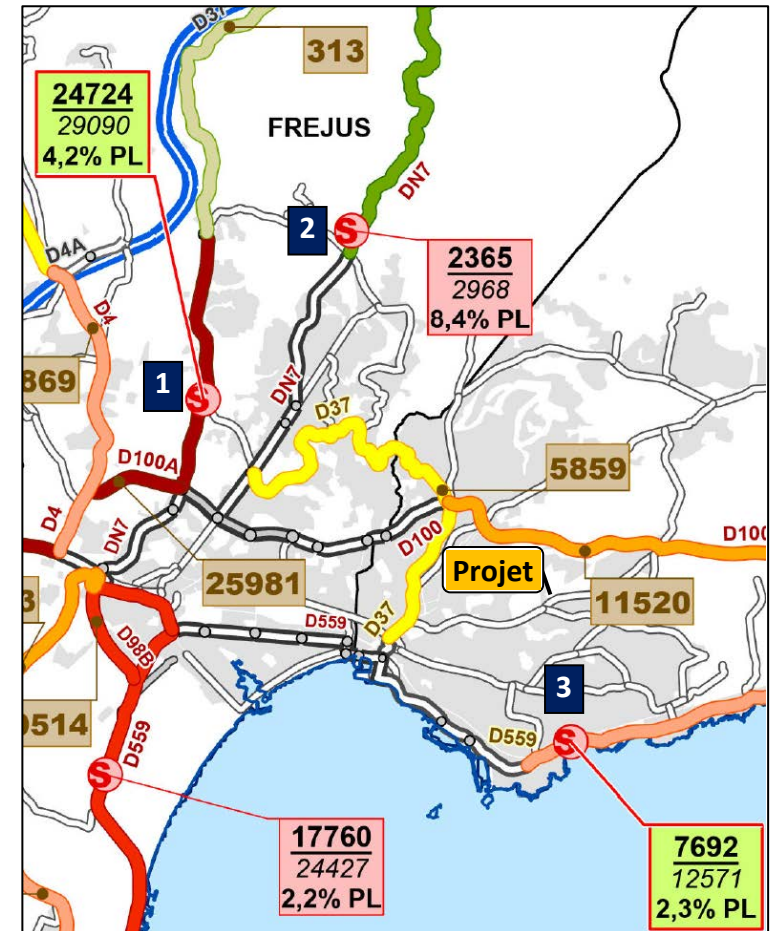 D37
313
24724
29090
4,2% PL
FREJUS
DN7
2
2365
2968
8,4% PL
D4A
D4
869
1
DN7
D37
D100A
5859
D4
DN7
D100
D100
Projet
25981
11520
3
D37
D559
D98B
3
0514
D559
D559
17760
24427
2,2% PL
7692
12571
2,3% PL
S
S
S
S